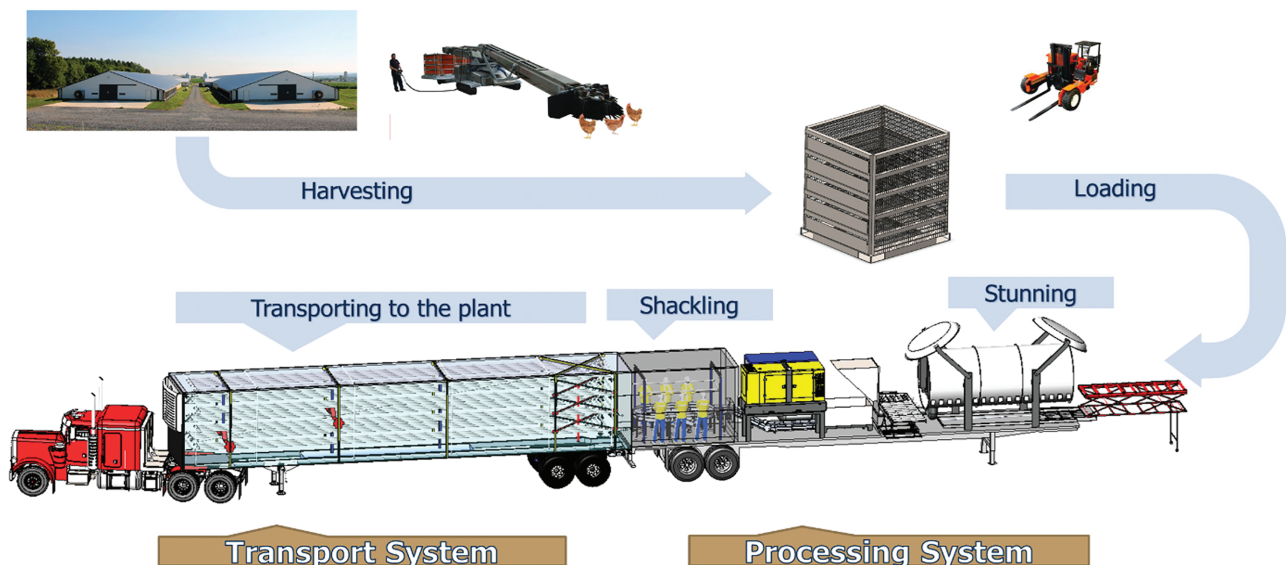 Harvesting
Loading
Transporting to the plant
Shackling
Stunning
Transport System
Processing System